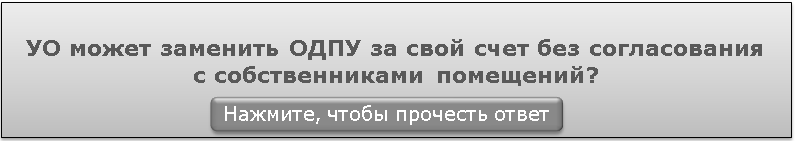 УО может заменить ОДПУ за свой счет без согласования
с собственниками помещений?
Нажмите, чтобы прочесть ответ